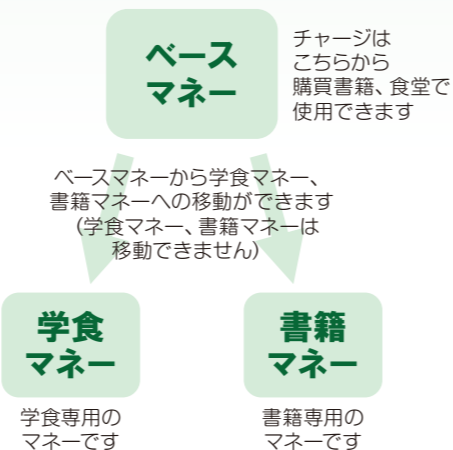 ベース
マネー
チャージは
こちらから
購買書籍、食堂で
使用できます
ベースマネーから学食マネー、
書籍マネーへの移動ができます
(学食マネー、書籍マネーは
移動できません)
学食
マネー
書籍
マネー
学食専用の
マネーです
書籍専用の
マネーです